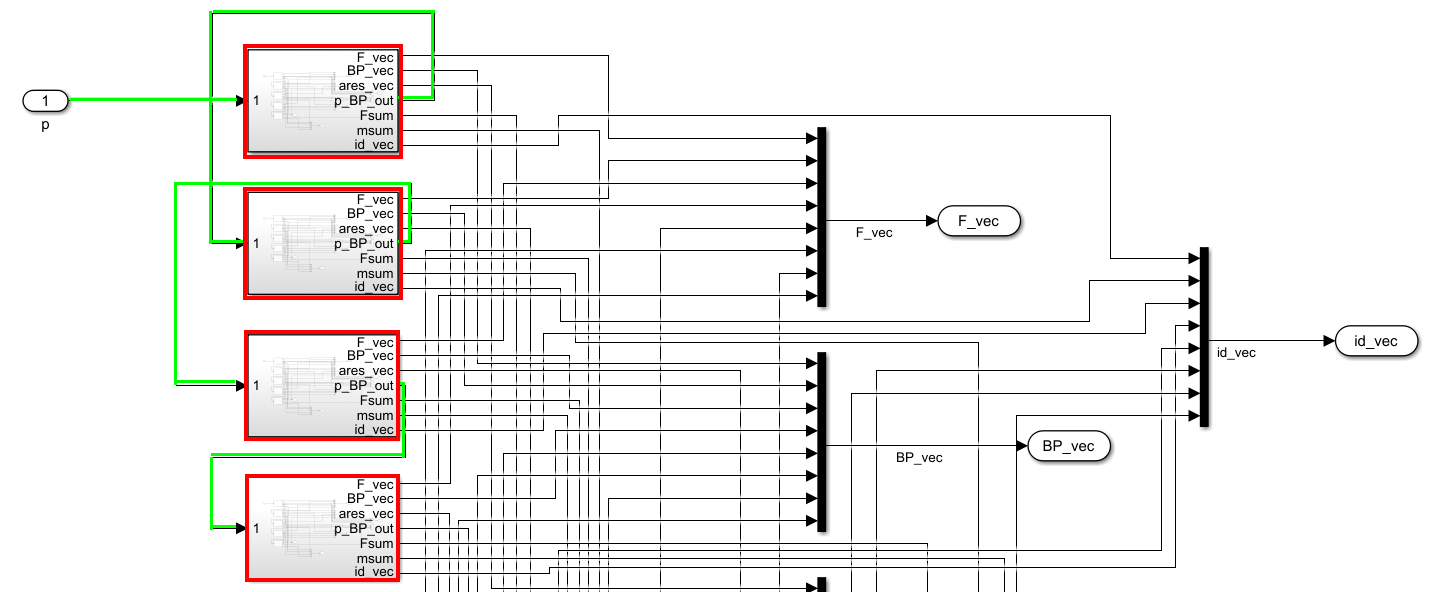 1
p
1
F_vec
BP_vec
ares_vec
p_BP_out
Fsum
msum
id_vec
1
F_vec
BP_vec
ares_vec
p_BP_out
Fsum
msum
id_vec
1
F_vec
BP_vec
ares_vec
p_BP_out
Fsum
msum
id_vec
1
F_vec
BP_vec
ares_vec
p_BP_out
Fsum
msum
id_vec
F_vec
F_vec
BP_vec
BP_vec
id_vec
id_vec